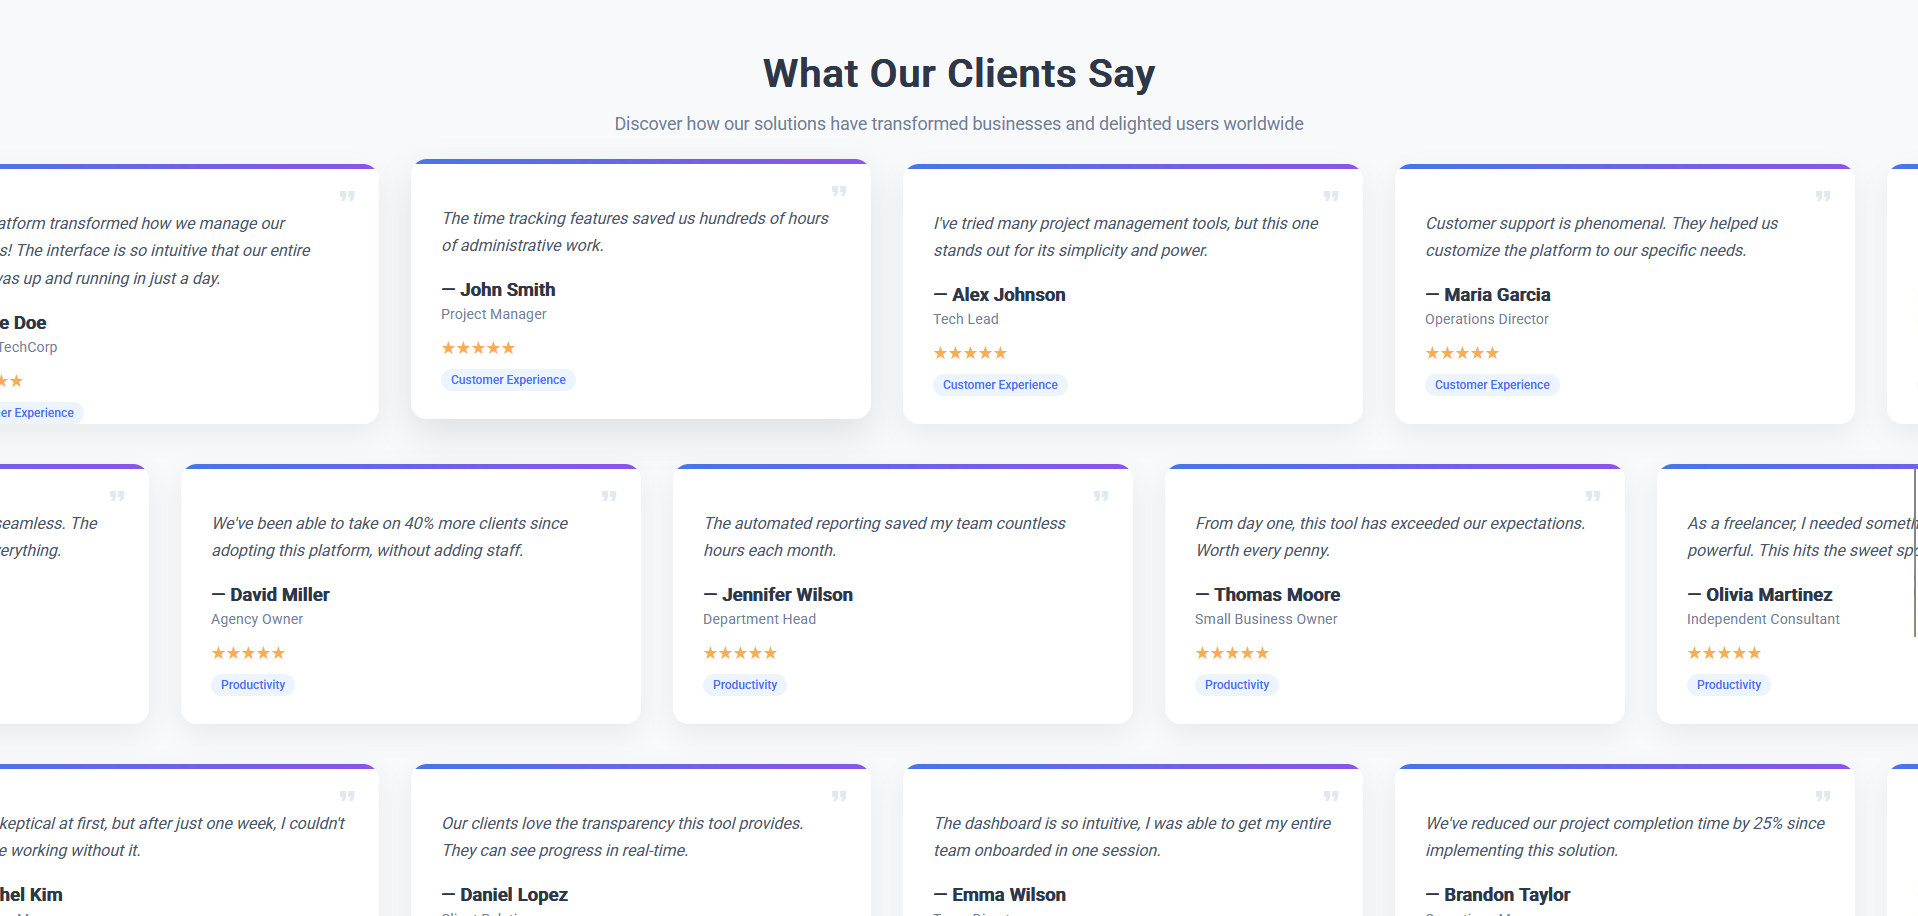 What Our Clients Say
Discover how our solutions have transformed businesses and delighted users worldwide
atform transformed how we manage our
s! The interface is so intuitive that our entire
was up and running in just a day.
e Doe
TechCorp
★★
er Experience
The time tracking features saved us hundreds of hours
of administrative work.
— John Smith
Project Manager
★★★★★
Customer Experience
I've tried many project management tools, but this one
stands out for its simplicity and power.
— Alex Johnson
Tech Lead
★★★★★
Customer Experience
Customer support is phenomenal. They helped us
customize the platform to our specific needs.
— Maria Garcia
Operations Director
★★★★★
Customer Experience
seamless. The
erything.
We've been able to take on 40% more clients since
adopting this platform, without adding staff.
— David Miller
Agency Owner
★★★★★
Productivity
The automated reporting saved my team countless
hours each month.
— Jennifer Wilson
Department Head
★★★★★
Productivity
From day one, this tool has exceeded our expectations.
Worth every penny.
— Thomas Moore
Small Business Owner
★★★★★
Productivity
As a freelancer, I needed someth
powerful. This hits the sweet spo
— Olivia Martinez
Independent Consultant
★★★★★
Productivity
keptical at first, but after just one week, I couldn't
e working without it.
hel Kim
Our clients love the transparency this tool provides.
They can see progress in real-time.
— Daniel Lopez
The dashboard is so intuitive, I was able to get my entire
team onboarded in one session.
— Emma Wilson
We've reduced our project completion time by 25% since
implementing this solution.
— Brandon Taylor